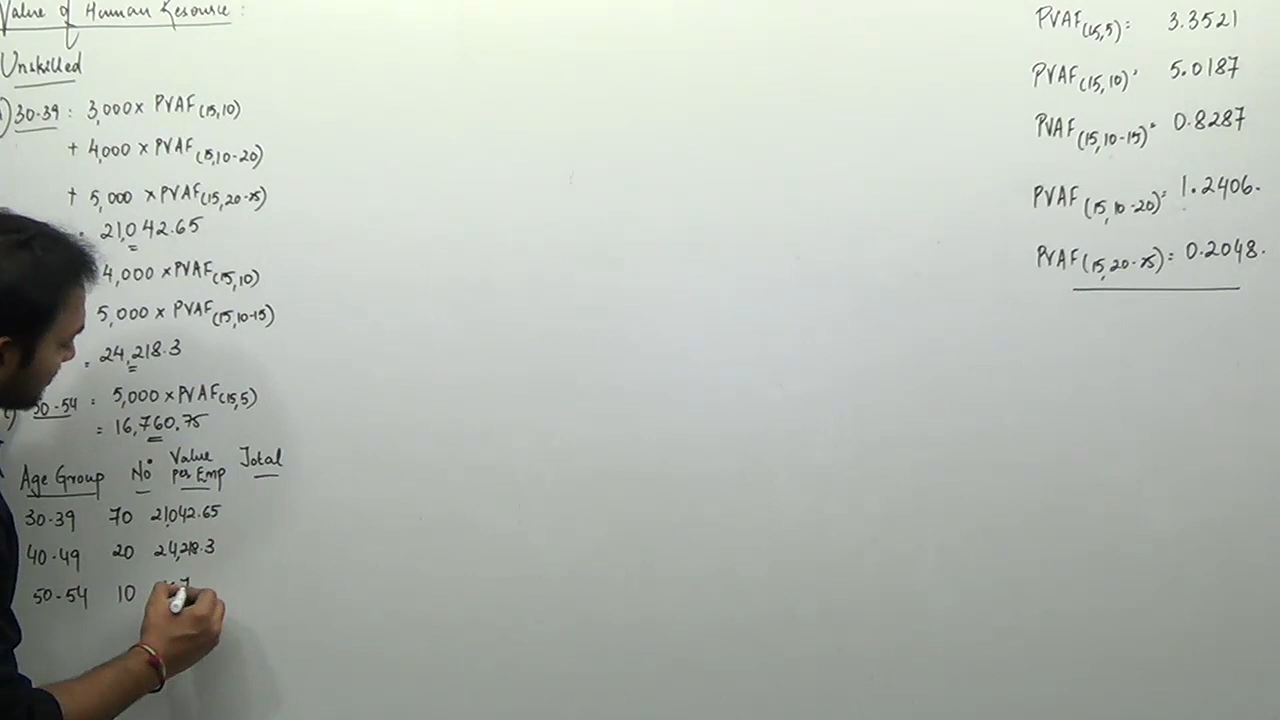 Value of Human Resource :
Unskilled
) 30-39 : 3,000 x PVAF(15,10)
+ 4,000 x PVAF(15,10-20)
+ 5,000 x PVAF(15,20-25)
21,042.65
4,000 x PVAF(15,10)
5,000 x PVAF(15,10-15)
= 24,218.3
50-54 = 5,000 x PVAF(15,5)
= 16,760.75
Age Group No Value per Emp Total
30-39 70 21,042.65
40-49 20 24,218.3
50-54 10
PVAF(15,5) = 3.3521
PVAF(15,10) = 5.0187
PVAF(15,10-15) = 0.8287
PVAF(15,10-20) = 1.2406.
PVAF(15,20-25) = 0.2048.